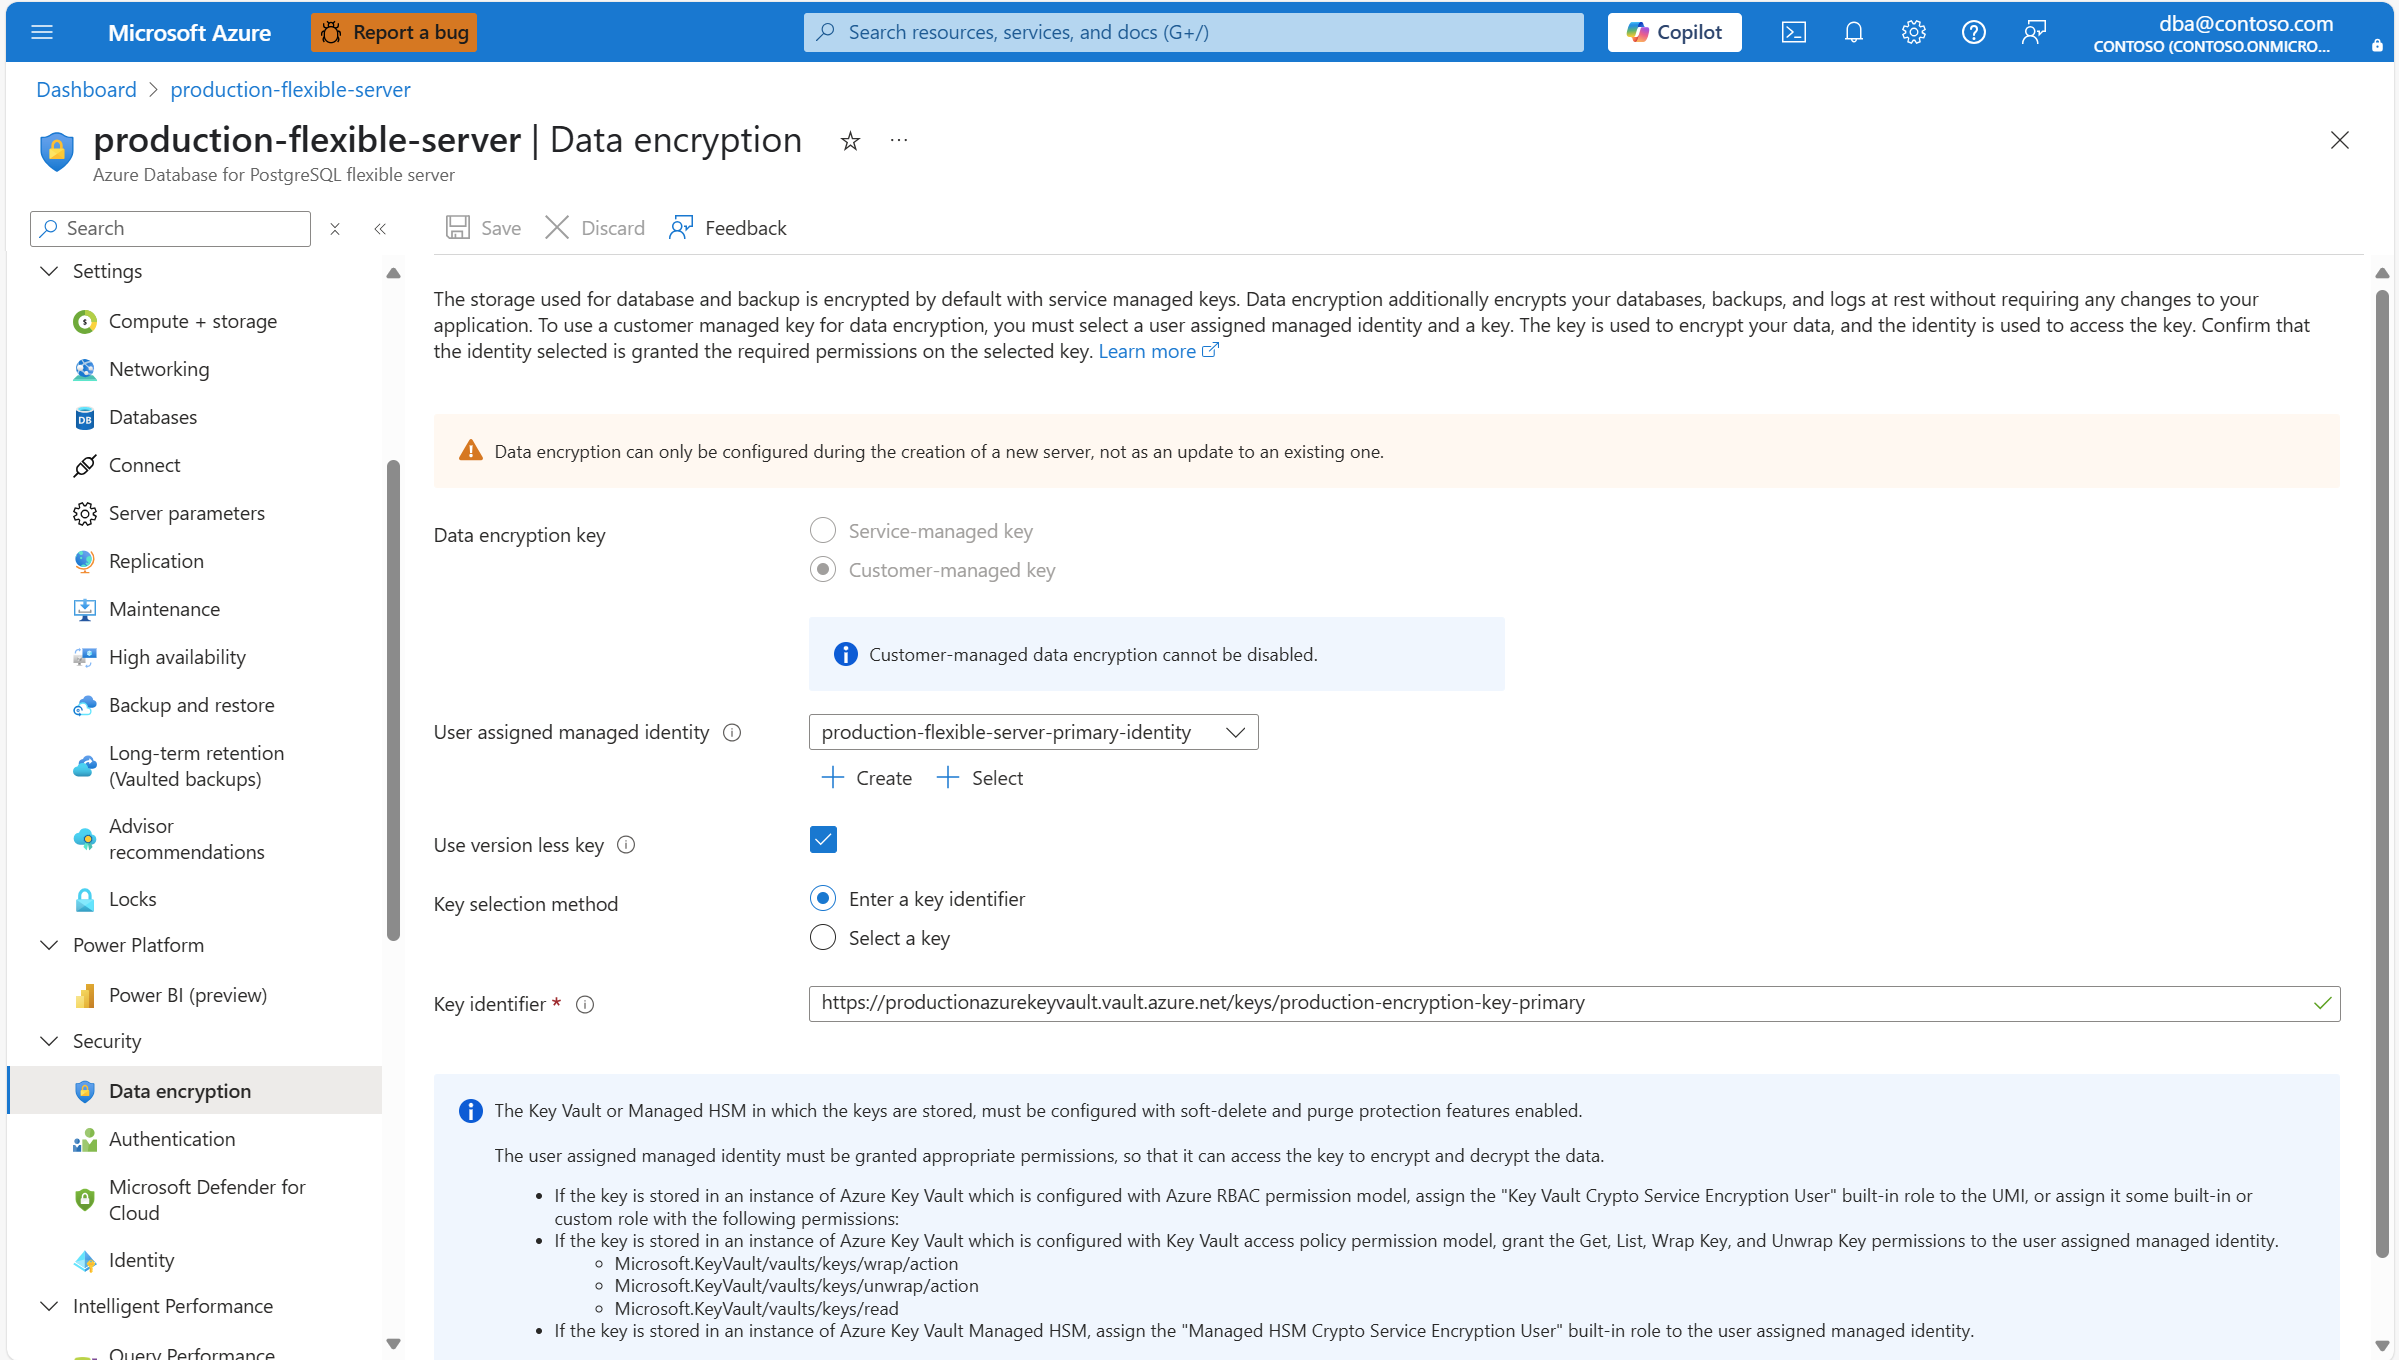 Microsoft Azure
Report a bug
Search resources, services, and docs (G+/)
Copilot
dba@contoso.com
CONTOSO (CONTOSO.ONMICRO...
Dashboard
production-flexible-server
production-flexible-server | Data encryption
Azure Database for PostgreSQL flexible server
Search
Settings
Compute + storage
Networking
Databases
Connect
Server parameters
Replication
Maintenance
High availability
Backup and restore
Long-term retention
(Vaulted backups)
Advisor
recommendations
Locks
Power Platform
Power BI (preview)
Security
Data encryption
Authentication
Microsoft Defender for
Cloud
Identity
Intelligent Performance
Query Performance
Save
Discard
Feedback
The storage used for database and backup is encrypted by default with service managed keys. Data encryption additionally encrypts your databases, backups, and logs at rest without requiring any changes to your
application. To use a customer managed key for data encryption, you must select a user assigned managed identity and a key. The key is used to encrypt your data, and the identity is used to access the key. Confirm that
the identity selected is granted the required permissions on the selected key. Learn more
Data encryption can only be configured during the creation of a new server, not as an update to an existing one.
Data encryption key
Service-managed key
Customer-managed key
Customer-managed data encryption cannot be disabled.
User assigned managed identity
production-flexible-server-primary-identity
Create
Select
Use version less key
Key selection method
Enter a key identifier
Select a key
Key identifier *
https://productionazurekeyvault.vault.azure.net/keys/production-encryption-key-primary
The Key Vault or Managed HSM in which the keys are stored, must be configured with soft-delete and purge protection features enabled.
The user assigned managed identity must be granted appropriate permissions, so that it can access the key to encrypt and decrypt the data.
• If the key is stored in an instance of Azure Key Vault which is configured with Azure RBAC permission model, assign the "Key Vault Crypto Service Encryption User" built-in role to the UMI, or assign it some built-in or
custom role with the following permissions:
• If the key is stored in an instance of Azure Key Vault which is configured with Key Vault access policy permission model, grant the Get, List, Wrap Key, and Unwrap Key permissions to the user assigned managed identity.
◦ Microsoft.KeyVault/vaults/keys/wrap/action
◦ Microsoft.KeyVault/vaults/keys/unwrap/action
◦ Microsoft.KeyVault/vaults/keys/read
• If the key is stored in an instance of Azure Key Vault Managed HSM, assign the "Managed HSM Crypto Service Encryption User" built-in role to the user assigned managed identity.